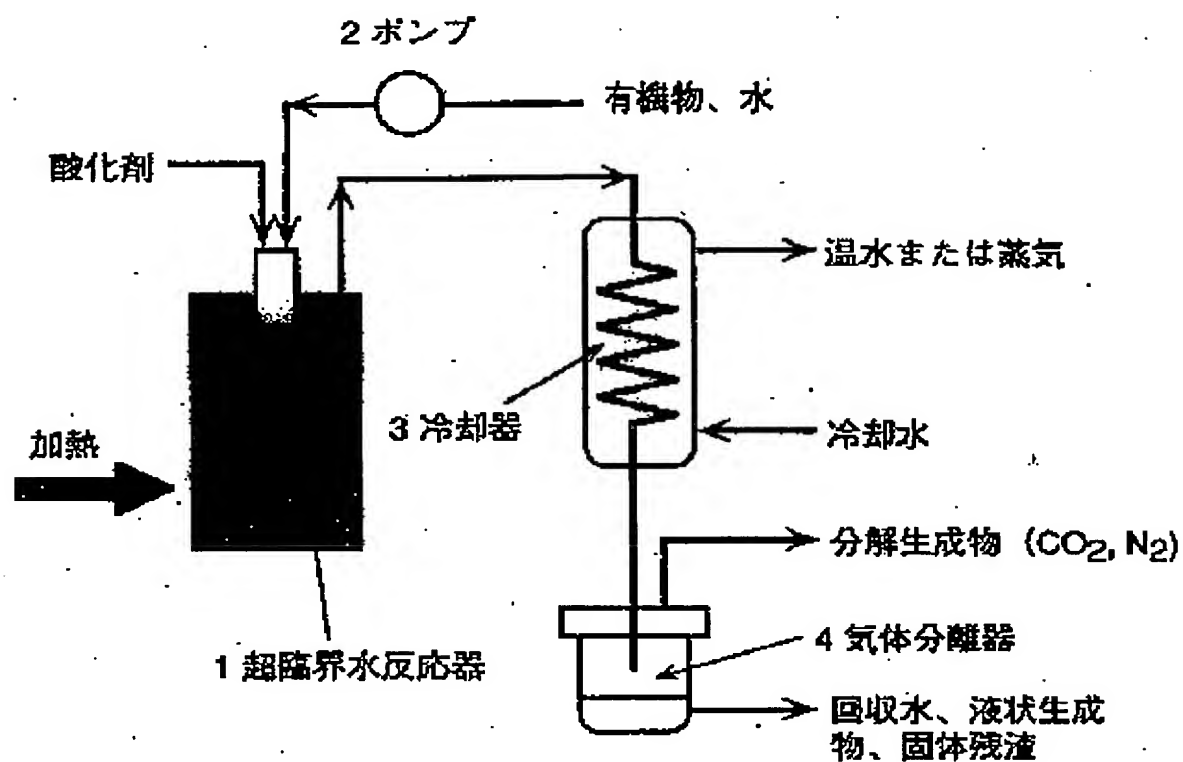 2 ポンプ
有機物、水
酸化剤
温水または蒸気
3 冷却器
冷却水
加熱
分解生成物 (CO2, N2)
4 気体分離器
1 超臨界水反応器
回収水、液状生成
物、固体残渣